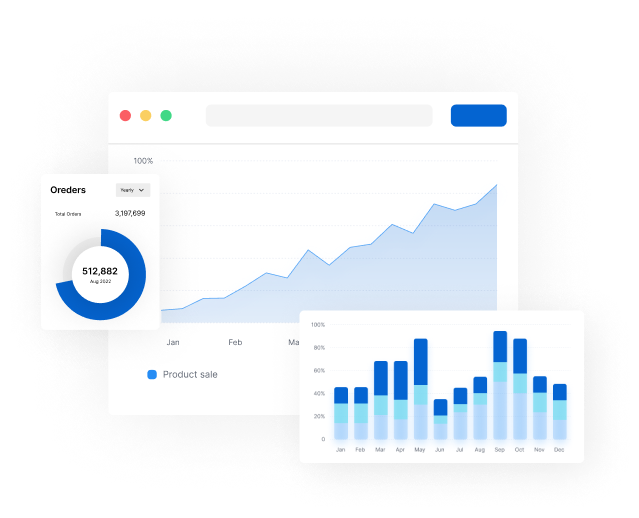 100%
Oreders
Yearly
Total Orders
3,197,699
512,882
Aug 2022
Jan
Feb
Ma
Product sale
100%
80%
60%
40%
20%
0
Jan Feb Mar Apr May Jun Jul Aug Sep Oct Nov Dec